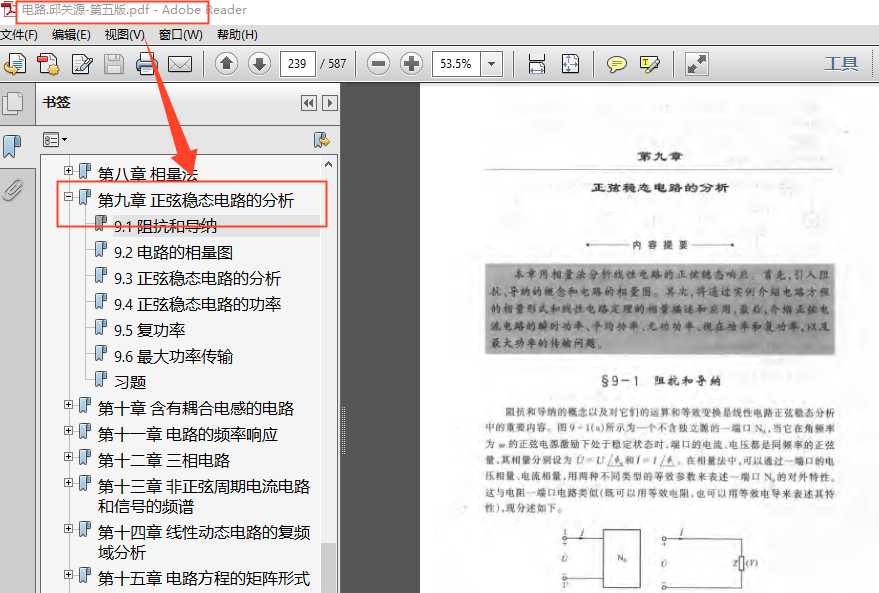 电路.邱关源-第五版.pdf - Adobe Reader
文件(F) 编辑(E) 视图(V) 窗口(W) 帮助(H)
239 / 587 53.5% 工具
书签
第八章 相量法
第九章 正弦稳态电路的分析
9.1 阻抗和导纳
9.2 电路的相量图
9.3 正弦稳态电路的分析
9.4 正弦稳态电路的功率
9.5 复功率
9.6 最大功率传输
习题
第十章 含有耦合电感的电路
第十一章 电路的频率响应
第十二章 三相电路
第十三章 非正弦周期电流电路
和信号的频谱
第十四章 线性动态电路的复频
域分析
第十五章 电路方程的矩阵形式
第九章
正弦稳态电路的分析
内 容 提 要
本章用相量法分析线性电路的正弦稳态响应。首先,引入阻
抗、导纳的概念和电路的相量图。其次,将通过实例介绍电路方程
的相量形式和线性电路定理的相量描述和应用,最后,介绍正弦电
流电路的瞬时功率、平均功率、无功功率、视在功率和复功率,以及
最大功率的传输问题。
§9-1 阻抗和导纳
阻抗和导纳的概念以及对它们的运算和等效变换是线性电路正弦稳态分析
中的重要内容。图9-1(a)所示为一个不含独立源的一端口 N₀,当它在角频率
为 ω 的正弦电源激励下处于稳定状态时,端口的电流、电压都是同频率的正弦
量,其相量分别设为 U̇=U/ϕᵤ和İ=I/ϕᵢ。在相量法中,可以通过一端口的电
压相量、电流相量,用两种不同类型的等效参数来表述一端口 N₀的对外特性。
这与电阻一端口电路类似(既可以用等效电阻,也可以用等效电导来表述其特
性),现分述如下。
1 İ İ
+ +
U̇ N₀ U̇ Z (Y)
- -
1'